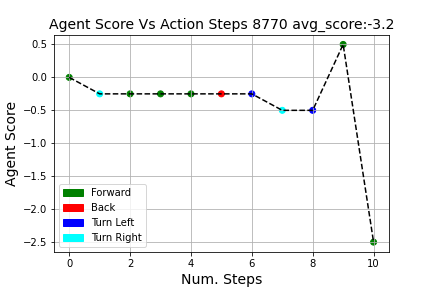 Agent Score Vs Action Steps 8770 avg_score:-3.2
Agent Score
0.5
0.0
−0.5
−1.0
−1.5
−2.0
−2.5
Forward
Back
Turn Left
Turn Right
0 2 4 6 8 10
Num. Steps